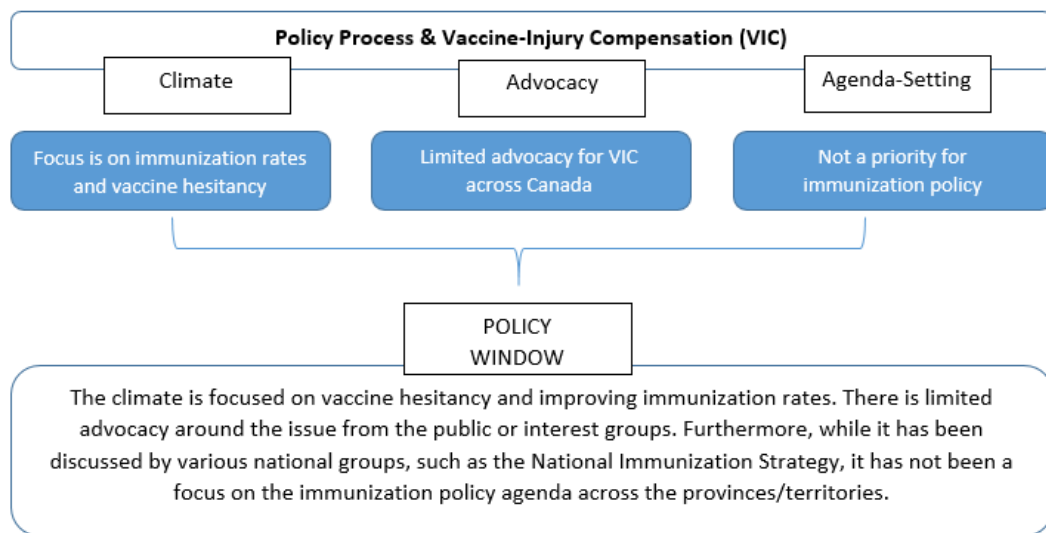 Policy Process & Vaccine-Injury Compensation (VIC)
Climate
Advocacy
Agenda-Setting
Focus is on immunization rates
and vaccine hesitancy
Limited advocacy for VIC
across Canada
Not a priority for
immunization policy
POLICY
WINDOW
The climate is focused on vaccine hesitancy and improving immunization rates. There is limited
advocacy around the issue from the public or interest groups. Furthermore, while it has been
discussed by various national groups, such as the National Immunization Strategy, it has not been a
focus on the immunization policy agenda across the provinces/territories.